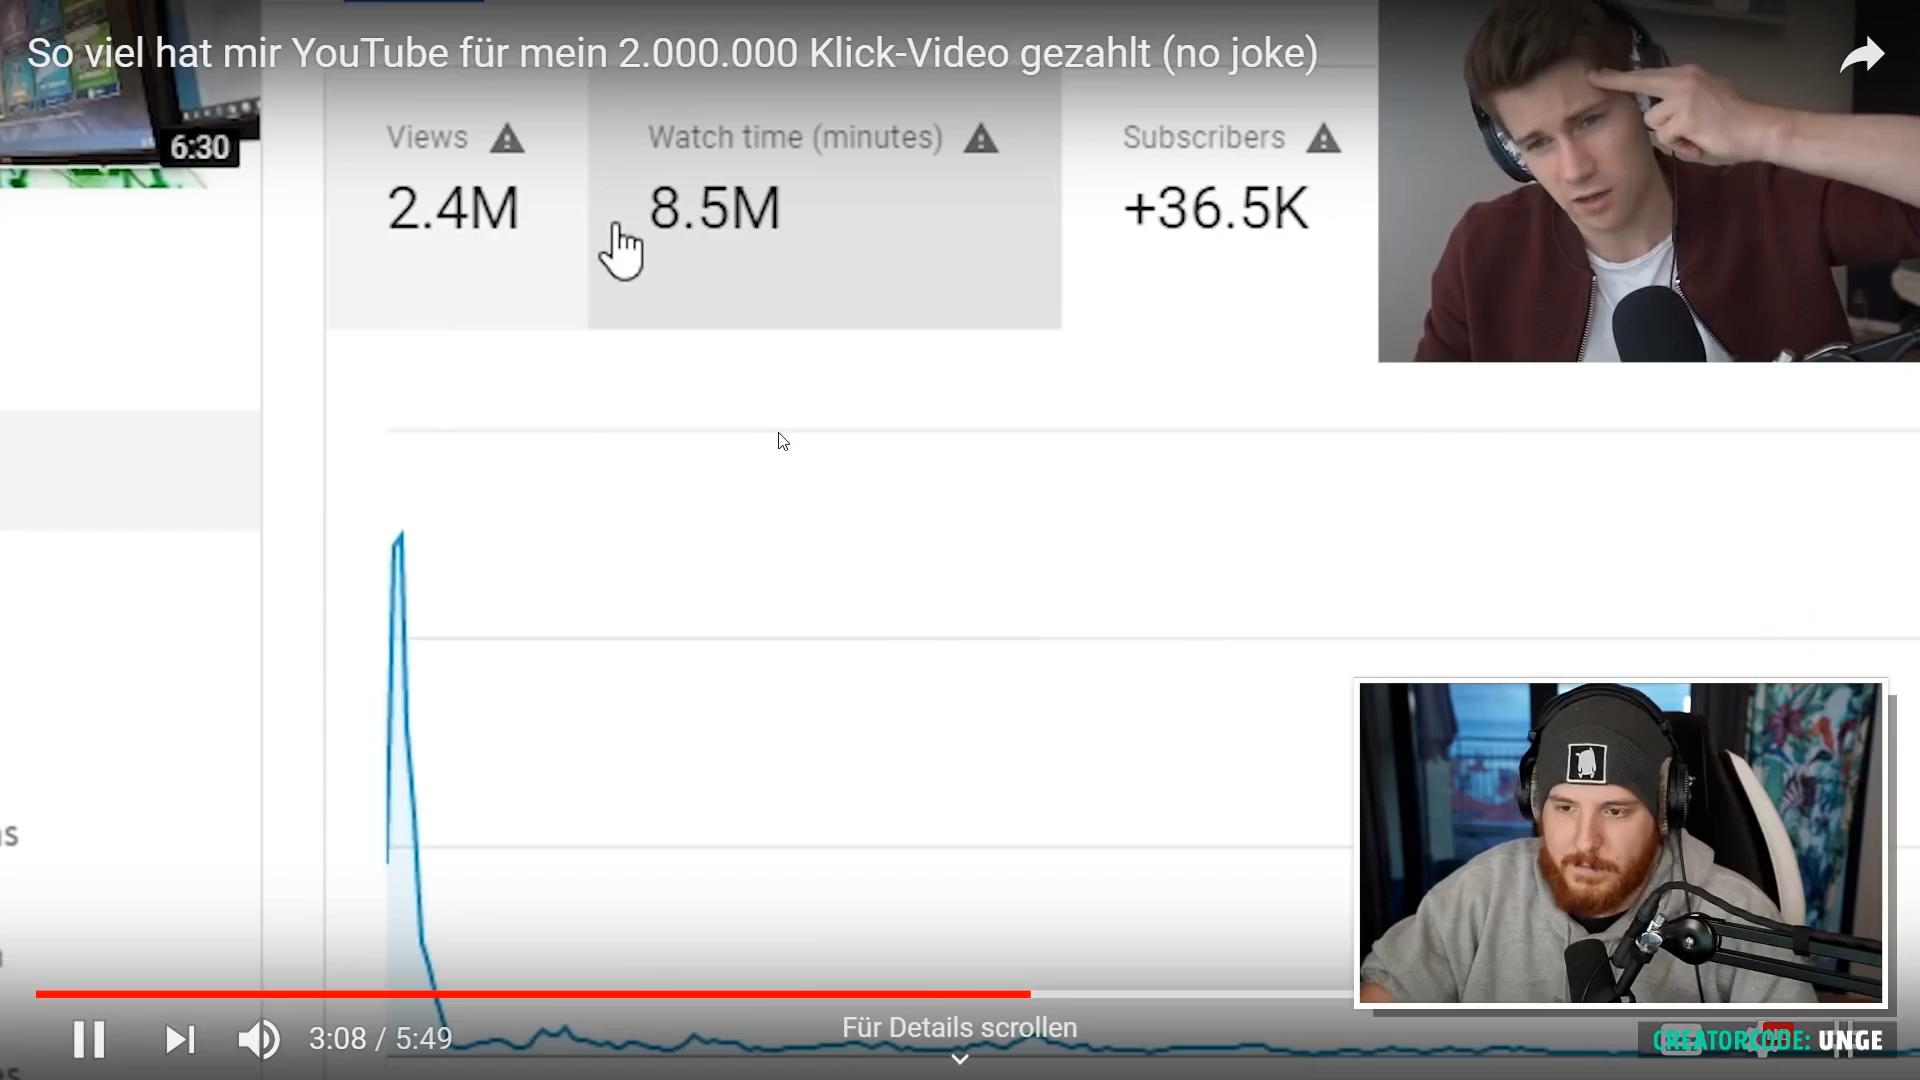 So viel hat mir YouTube für mein 2.000.000 Klick-Video gezahlt (no joke)
6:30
Views
Watch time (minutes)
Subscribers
2.4M
8.5M
+36.5K
3:08 / 5:49
Für Details scrollen
CREATORCODE: UNGE